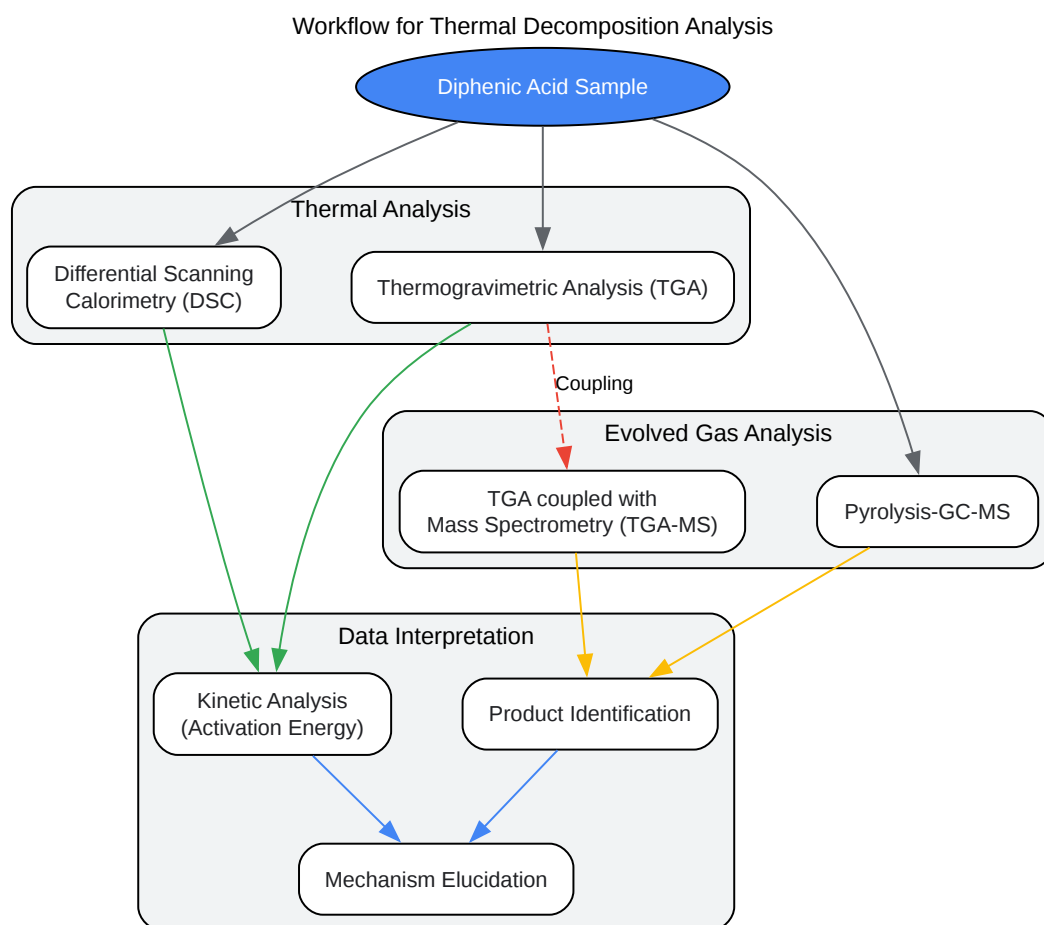 Workflow for Thermal Decomposition Analysis
Diphenic Acid Sample
Thermal Analysis
Differential Scanning
Calorimetry (DSC)
Thermogravimetric Analysis (TGA)
Coupling
Evolved Gas Analysis
TGA coupled with
Mass Spectrometry (TGA-MS)
Pyrolysis-GC-MS
Data Interpretation
Kinetic Analysis
(Activation Energy)
Product Identification
Mechanism Elucidation